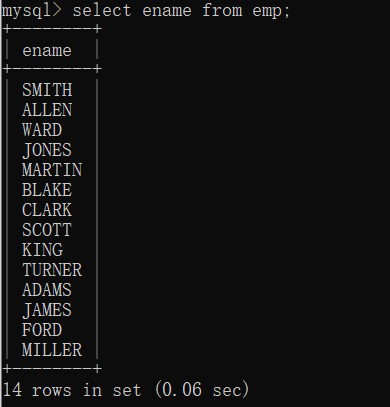 mysql> select ename from emp;
+--------+
| ename  |
+--------+
| SMITH  |
| ALLEN  |
| WARD   |
| JONES  |
| MARTIN |
| BLAKE  |
| CLARK  |
| SCOTT  |
| KING   |
| TURNER |
| ADAMS  |
| JAMES  |
| FORD   |
| MILLER |
+--------+
14 rows in set (0.06 sec)